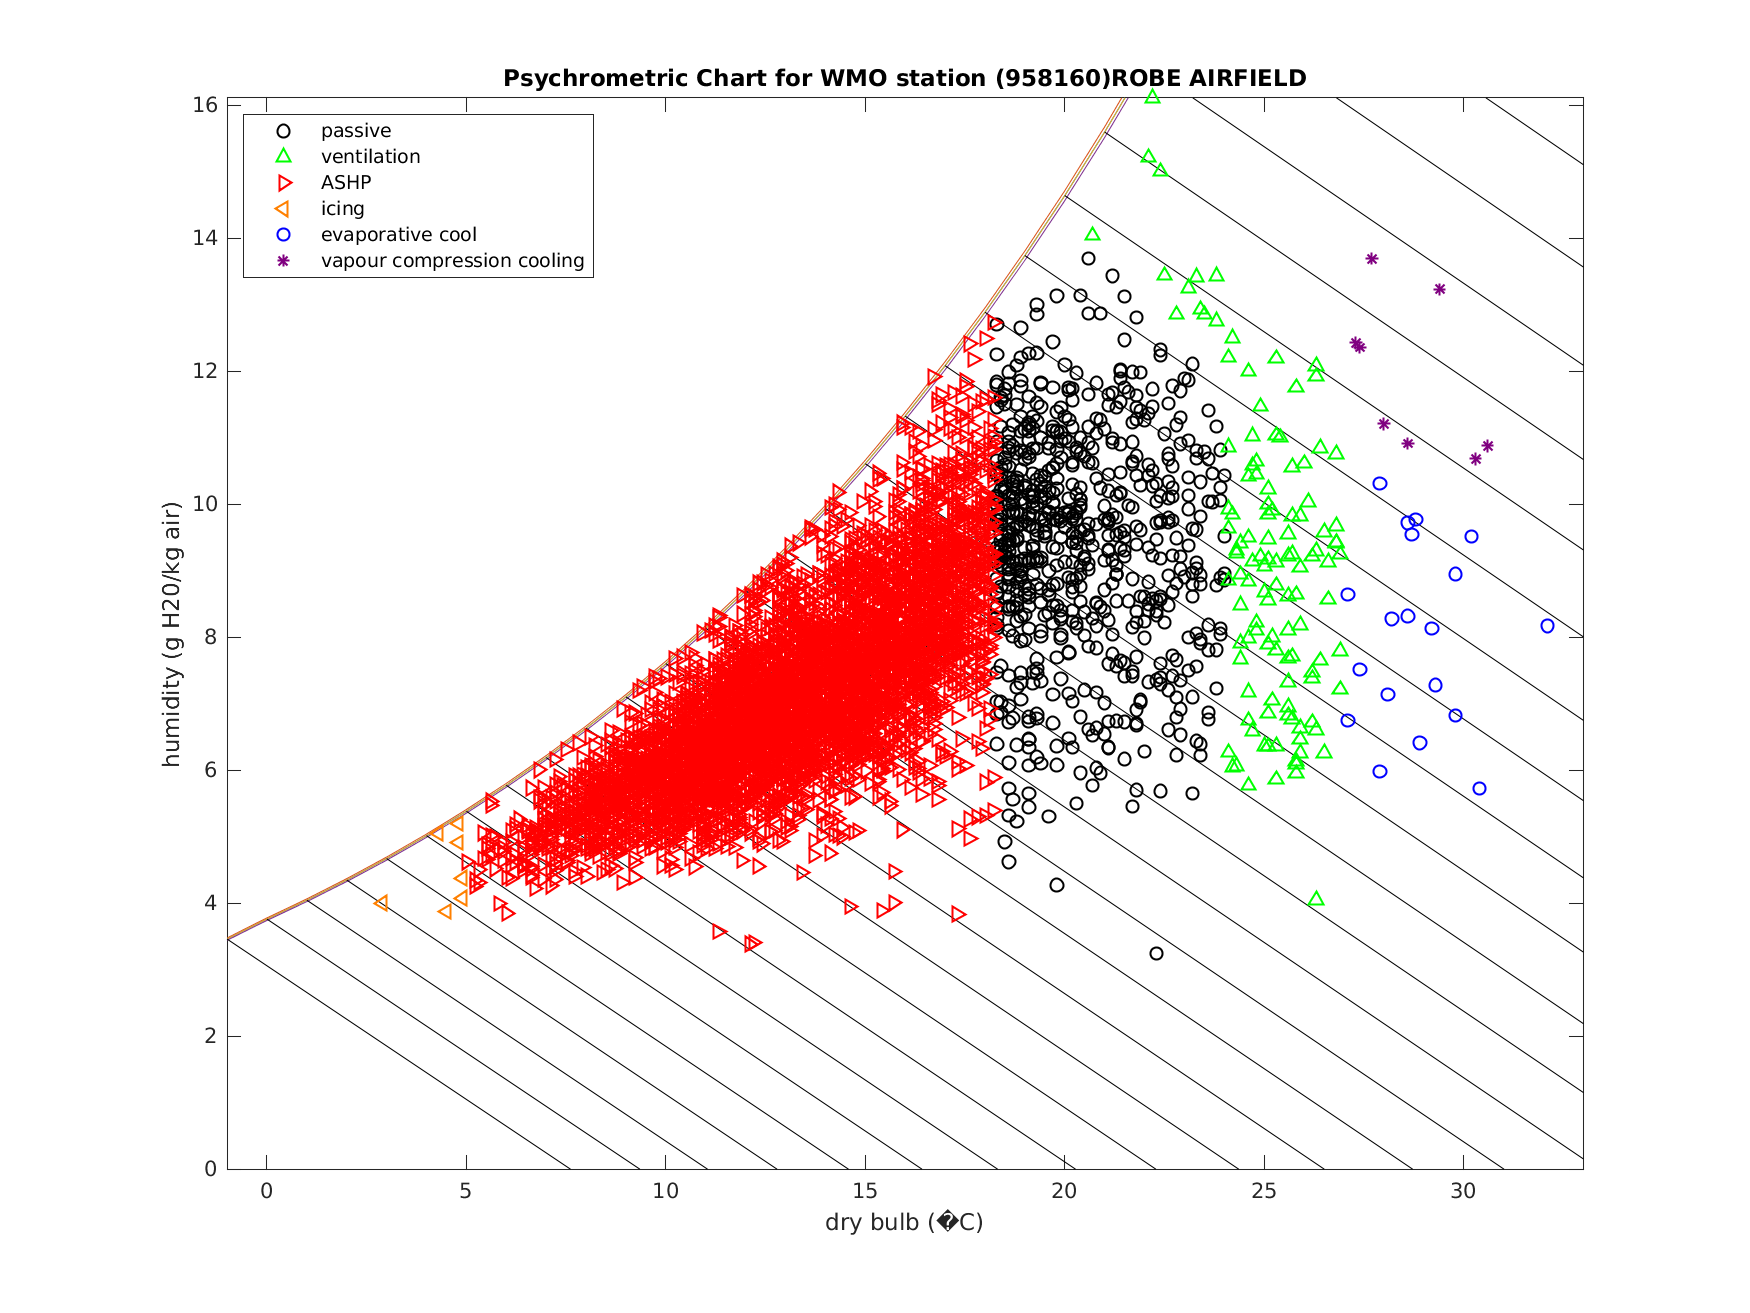 Psychrometric Chart for WMO station (958160)ROBE AIRFIELD
passive
ventilation
ASHP
icing
evaporative cool
vapour compression cooling
humidity (g H20/kg air)
16
14
12
10
8
6
4
2
0
0 5 10 15 20 25 30
dry bulb (�C)